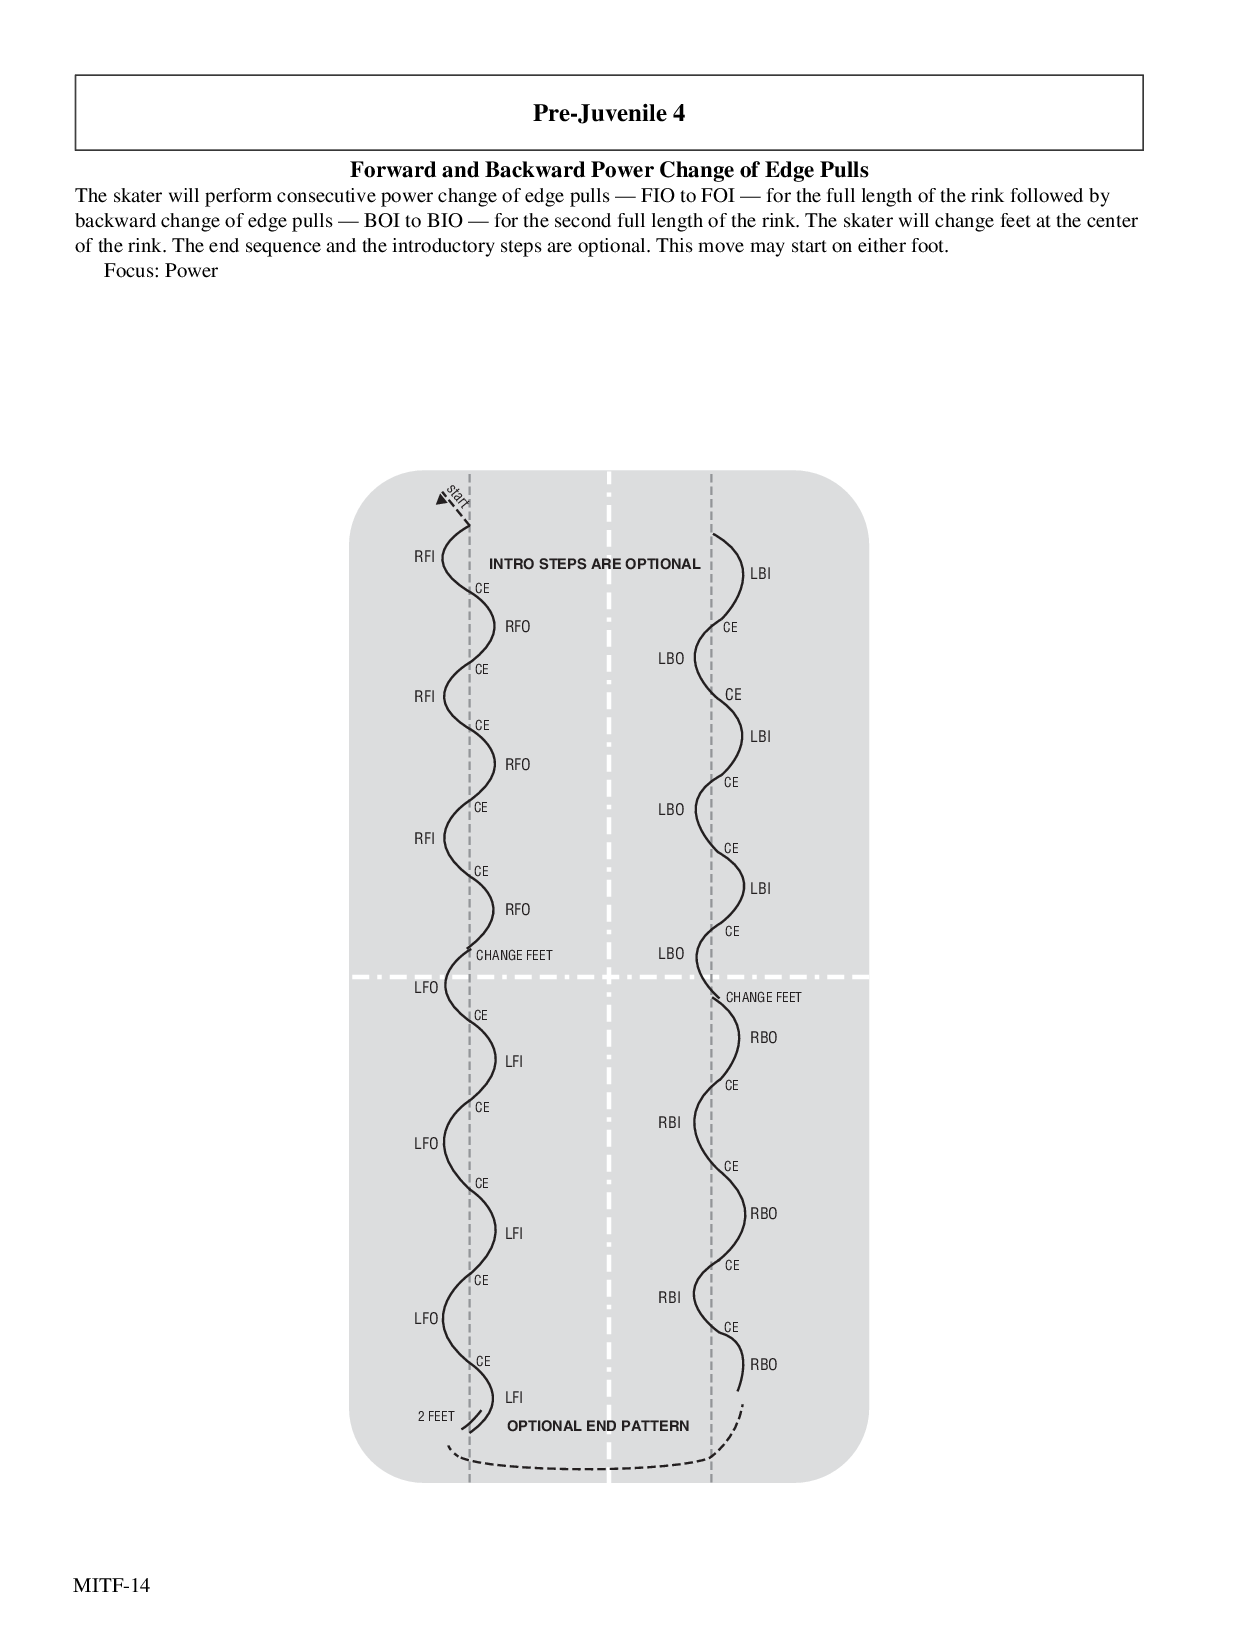 Pre-Juvenile 4
Forward and Backward Power Change of Edge Pulls
The skater will perform consecutive power change of edge pulls — FIO to FOI — for the full length of the rink followed by
backward change of edge pulls — BOI to BIO — for the second full length of the rink. The skater will change feet at the center
of the rink. The end sequence and the introductory steps are optional. This move may start on either foot.
Focus: Power
start
RFI
CE
RFO
CE
RFI
CE
RFO
CE
RFI
CE
RFO
CHANGE FEET
LFO
CE
LFI
CE
LFO
CE
LFI
CE
LFO
CE
LFI
2 FEET
INTRO STEPS ARE OPTIONAL
OPTIONAL END PATTERN
LBI
CE
LBO
CE
LBI
CE
LBO
CE
LBI
CE
LBO
CHANGE FEET
RBO
CE
RBI
CE
RBO
CE
RBI
CE
RBO
MITF-14